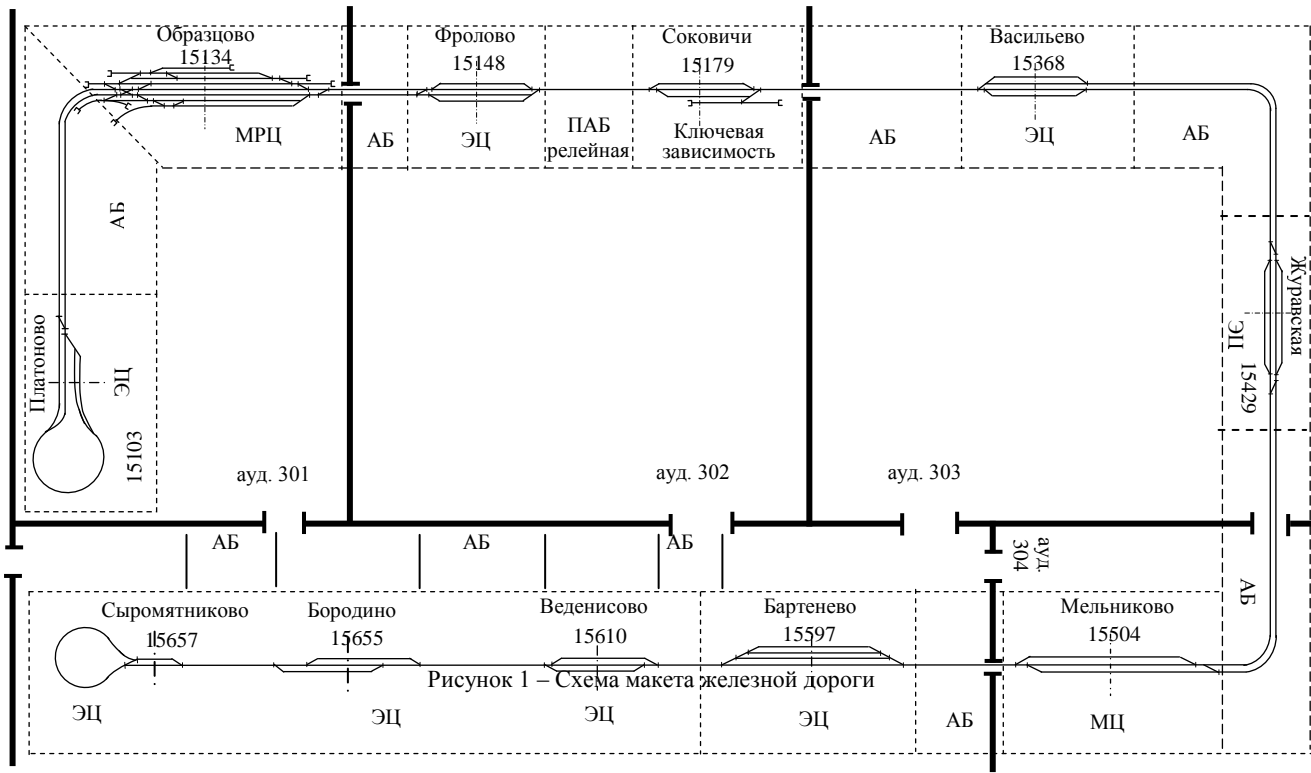 Образцово
15134
МРЦ
АБ
Фролово
15148
ЭЦ
ПАБ
релейная
Соковичи
15179
Ключевая
зависимость
АБ
Васильево
15368
ЭЦ
АБ
АБ
Платоново
ЭЦ
15103
Журавская
ЭЦ
15429
ауд. 301
ауд. 302
ауд. 303
ауд.
304
АБ
АБ
АБ
АБ
Сыромятниково
15657
ЭЦ
Бородино
15655
ЭЦ
Веденисово
15610
ЭЦ
Бартенево
15597
ЭЦ
АБ
Мельниково
15504
МЦ
Рисунок 1 – Схема макета железной дороги